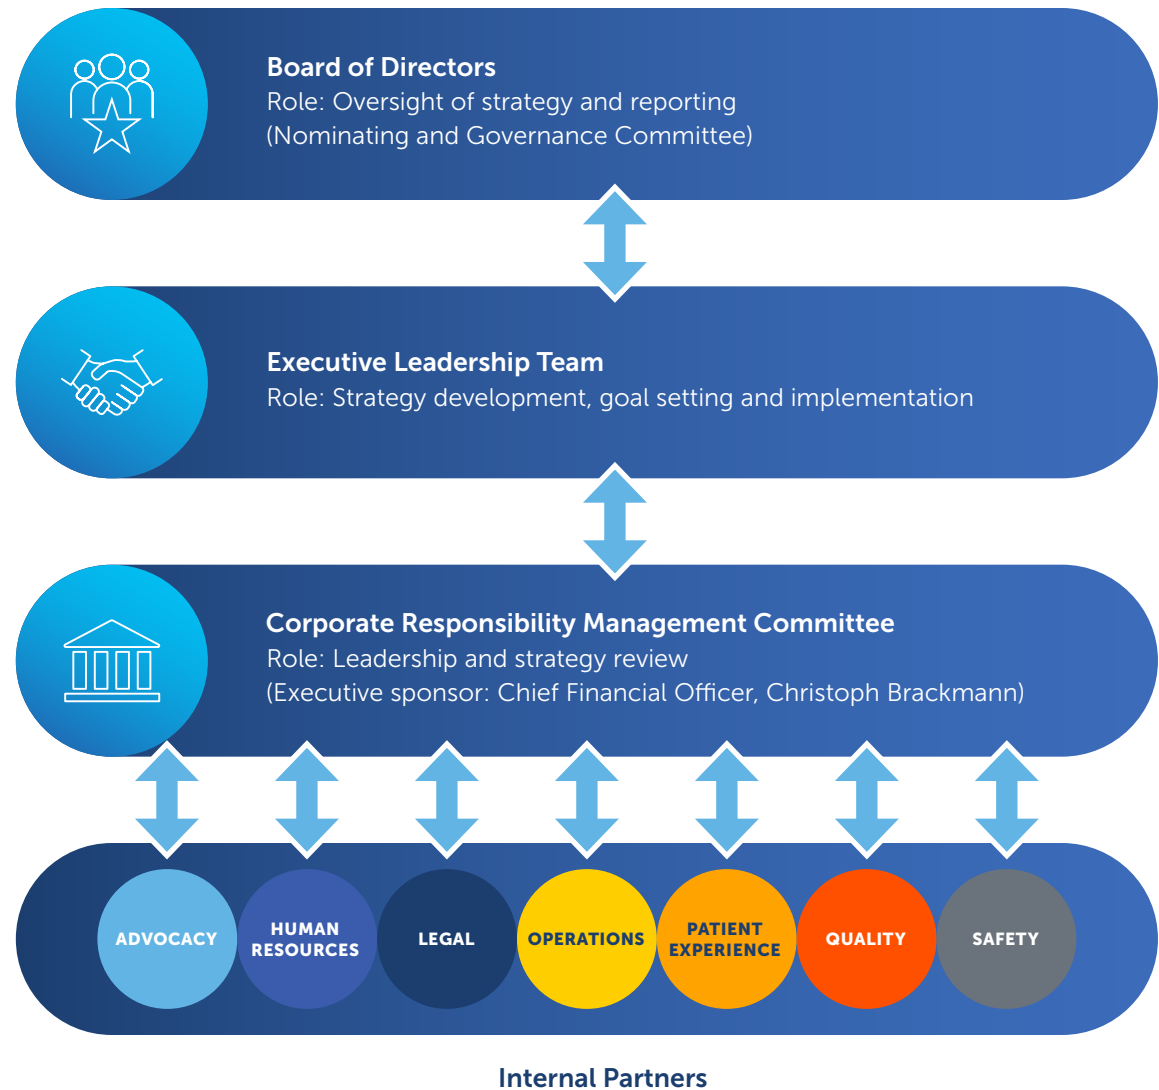 Board of Directors
Role: Oversight of strategy and reporting
(Nominating and Governance Committee)
Executive Leadership Team
Role: Strategy development, goal setting and implementation
Corporate Responsibility Management Committee
Role: Leadership and strategy review
(Executive sponsor: Chief Financial Officer, Christoph Brackmann)
ADVOCACY
HUMAN
RESOURCES
LEGAL
OPERATIONS
PATIENT
EXPERIENCE
QUALITY
SAFETY
Internal Partners